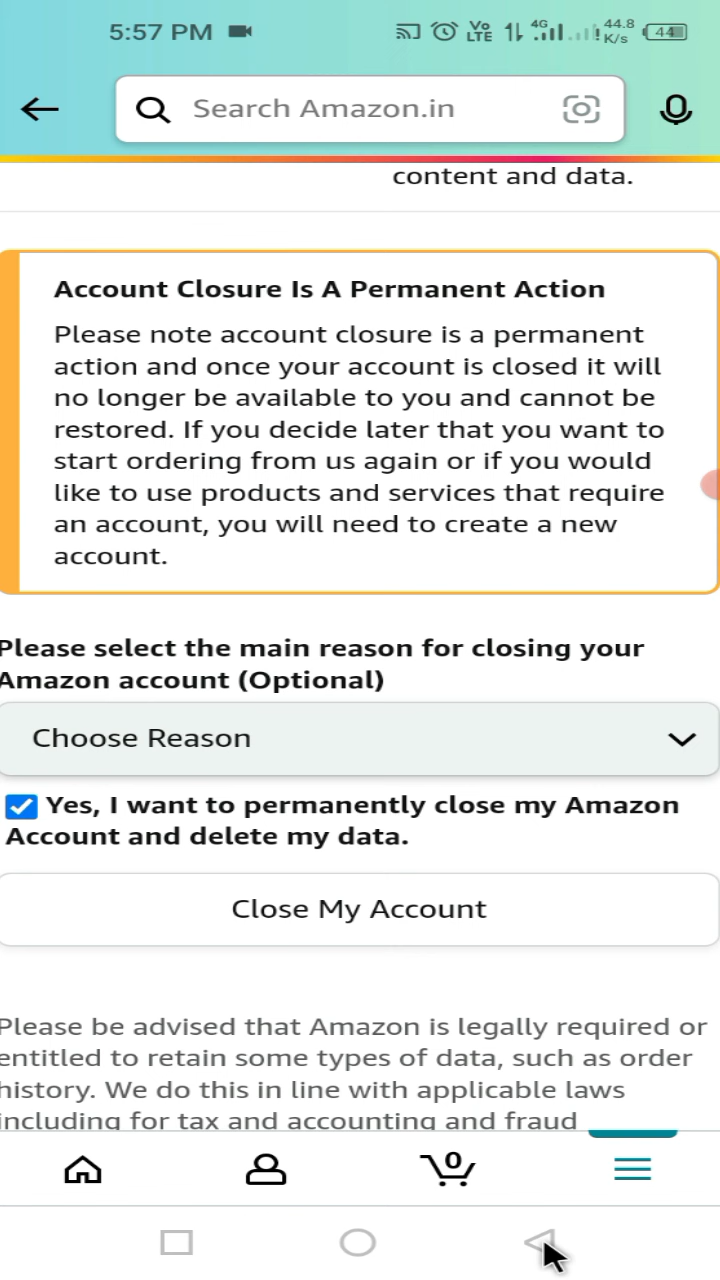 5:57 PM
Vo LTE 4G 44.8 K/s 44
Search Amazon.in
content and data.
Account Closure Is A Permanent Action
Please note account closure is a permanent
action and once your account is closed it will
no longer be available to you and cannot be
restored. If you decide later that you want to
start ordering from us again or if you would
like to use products and services that require
an account, you will need to create a new
account.
Please select the main reason for closing your
Amazon account (Optional)
Choose Reason
Yes, I want to permanently close my Amazon
Account and delete my data.
Close My Account
Please be advised that Amazon is legally required or
entitled to retain some types of data, such as order
history. We do this in line with applicable laws
including for tax and accounting and fraud
0